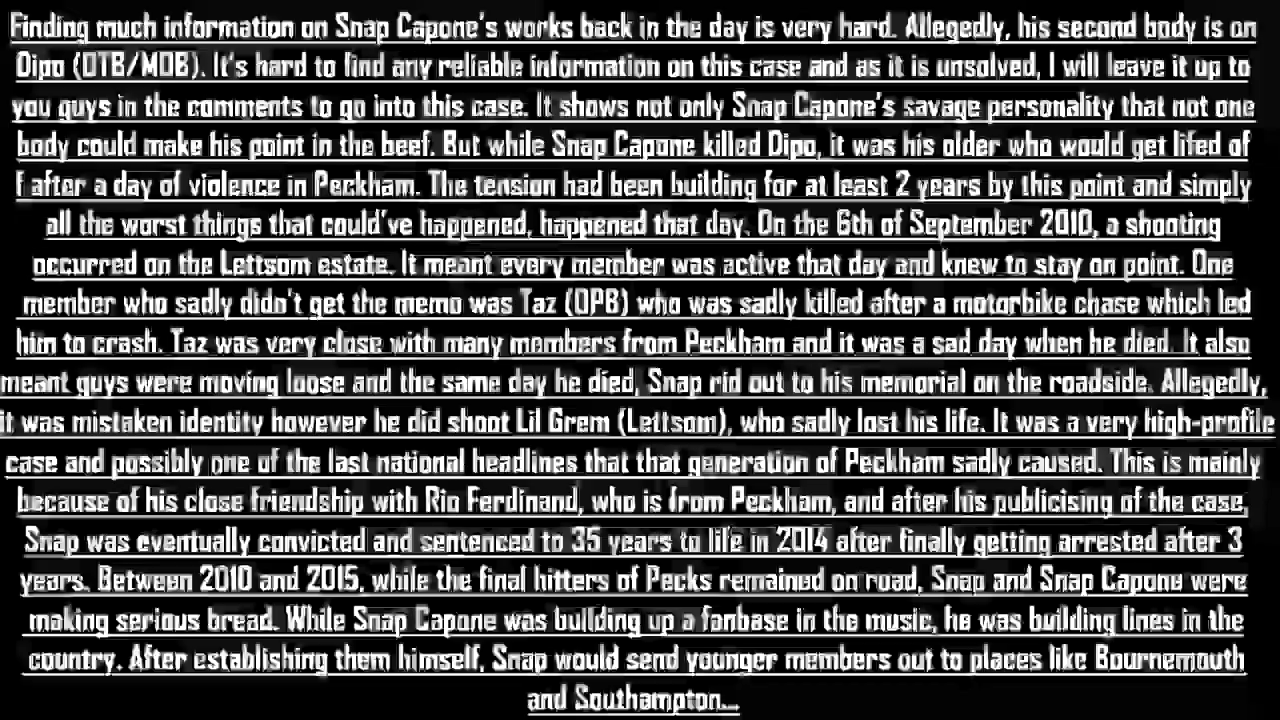 Finding much information on Snap Capone's works back in the day is very hard. Allegedly, his second body is on
Dipo (OTB/MOB). It's hard to find any reliable information on this case and as it is unsolved, I will leave it up to
you guys in the comments to go into this case. It shows not only Snap Capone's savage personality that not one
body could make his point in the beef. But while Snap Capone killed Dipo, it was his older who would get lifed of
f after a day of violence in Peckham. The tension had been building for at least 2 years by this point and simply
all the worst things that could've happened, happened that day. On the 6th of September 2010, a shooting
occurred on the Lettsom estate. It meant every member was active that day and knew to stay on point. One
member who sadly didn't get the memo was Taz (OPB) who was sadly killed after a motorbike chase which led
him to crash. Taz was very close with many members from Peckham and it was a sad day when he died. It also
meant guys were moving loose and the same day he died, Snap rid out to his memorial on the roadside. Allegedly,
it was mistaken identity however he did shoot Lil Grem (Lettsom), who sadly lost his life. It was a very high-profile
case and possibly one of the last national headlines that that generation of Peckham sadly caused. This is mainly
because of his close friendship with Rio Ferdinand, who is from Peckham, and after his publicising of the case,
Snap was eventually convicted and sentenced to 35 years to life in 2014 after finally getting arrested after 3
years. Between 2010 and 2015, while the final hitters of Pecks remained on road, Snap and Snap Capone were
making serious bread. While Snap Capone was building up a fanbase in the music, he was building lines in the
country. After establishing them himself, Snap would send younger members out to places like Bournemouth
and Southampton...